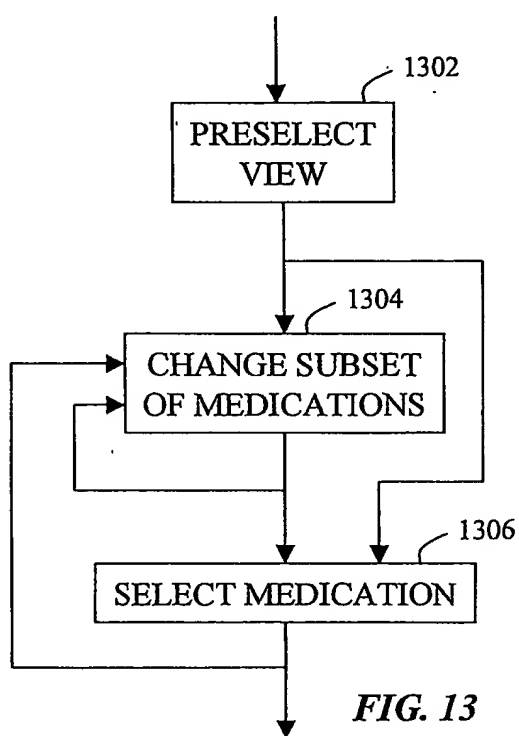 1302
PRESELECT
VIEW
1304
CHANGE SUBSET
OF MEDICATIONS
1306
SELECT MEDICATION
FIG. 13